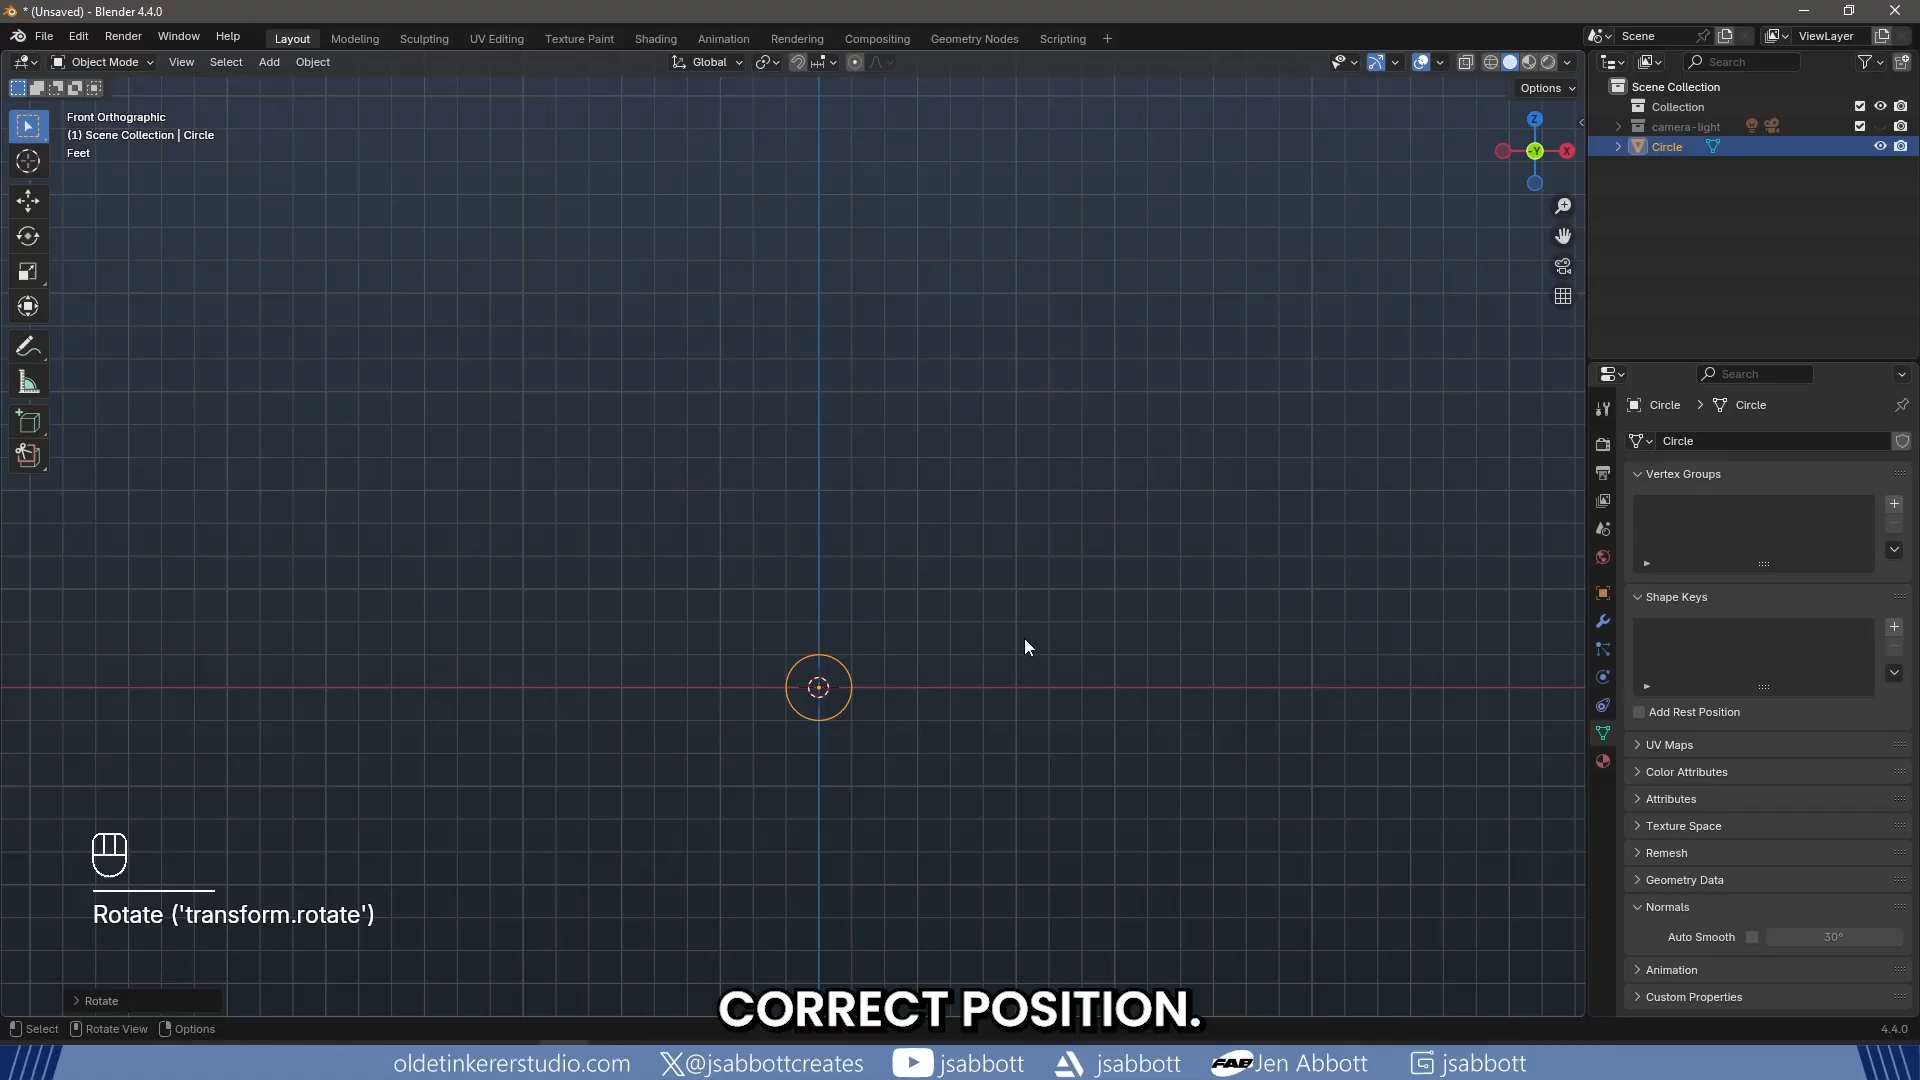 * (Unsaved) - Blender 4.4.0
File Edit Render Window Help
Layout Modeling Sculpting UV Editing Texture Paint Shading Animation Rendering Compositing Geometry Nodes Scripting +
Scene
ViewLayer
Object Mode View Select Add Object
Global
Options
Front Orthographic
(1) Scene Collection | Circle
Feet
Z
-Y
X
Search
Scene Collection
Collection
camera-light
Circle
Search
Circle > Circle
Circle
Vertex Groups
Shape Keys
Add Rest Position
UV Maps
Color Attributes
Attributes
Texture Space
Remesh
Geometry Data
Normals
Auto Smooth 30°
Animation
Custom Properties
Rotate ('transform.rotate')
Rotate
CORRECT POSITION.
Select Rotate View Options
4.4.0
oldetinkererstudio.com @jsabbottcreates jsabbott jsabbott FAB Jen Abbott jsabbott